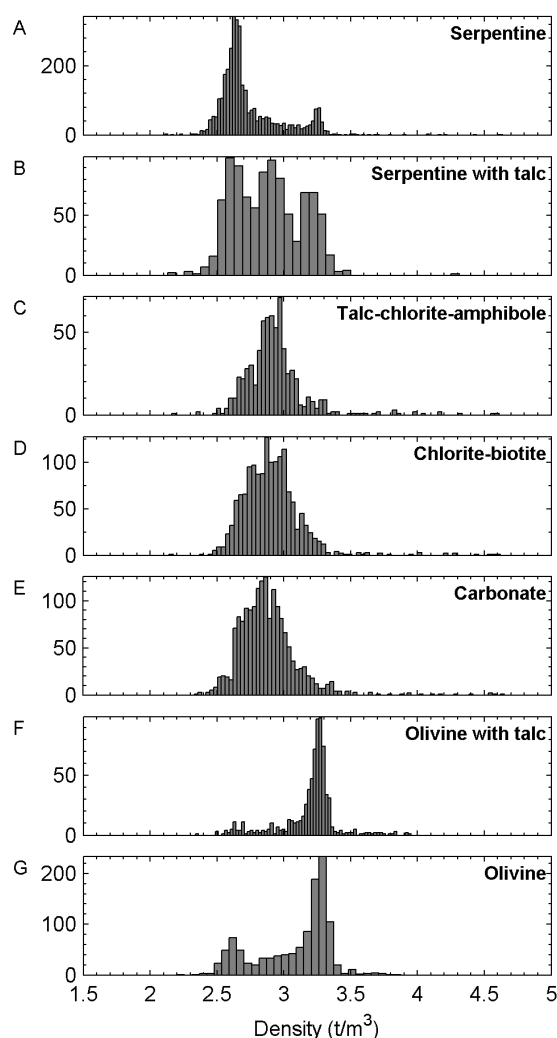 A
Serpentine
200
0
B
Serpentine with talc
50
0
C
Talc-chlorite-amphibole
50
0
D
Chlorite-biotite
100
50
0
E
Carbonate
100
50
0
F
Olivine with talc
50
0
G
Olivine
200
100
0
1.5 2 2.5 3 3.5 4 4.5 5
Density (t/m³)